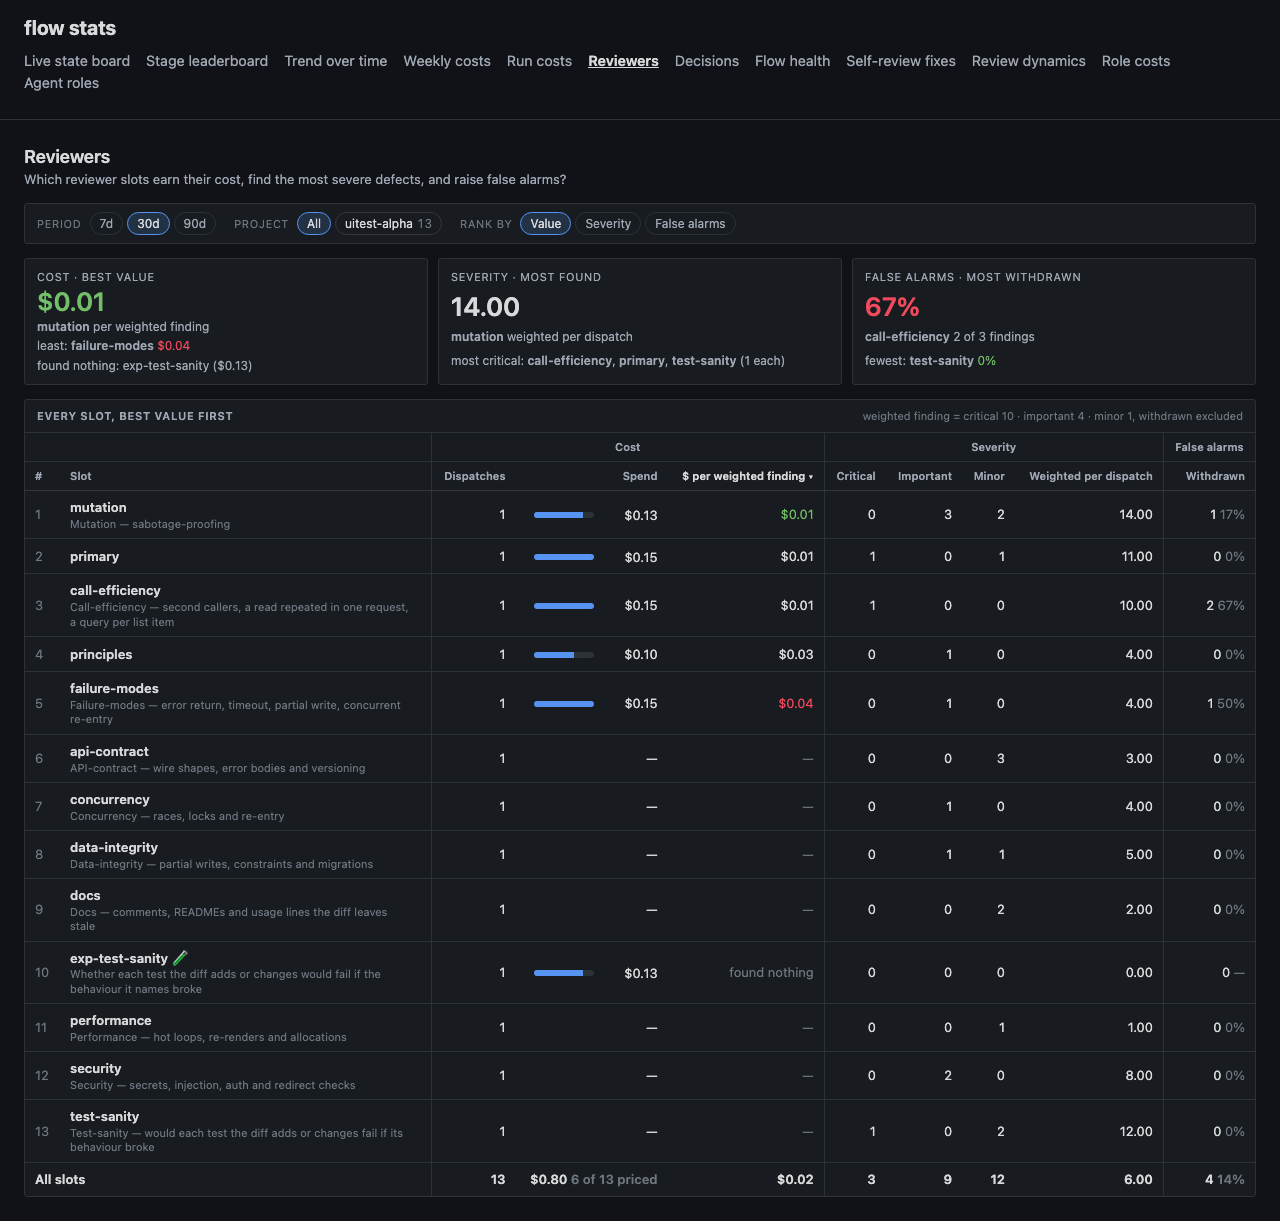 flow stats
Live state board Stage leaderboard Trend over time Weekly costs Run costs Reviewers Decisions Flow health Self-review fixes Review dynamics Role costs
Agent roles
Reviewers
Which reviewer slots earn their cost, find the most severe defects, and raise false alarms?
PERIOD 7d 30d 90d PROJECT All uitest-alpha 13 RANK BY Value Severity False alarms
COST · BEST VALUE
$0.01
mutation per weighted finding
least: failure-modes $0.04
found nothing: exp-test-sanity ($0.13)
SEVERITY · MOST FOUND
14.00
mutation weighted per dispatch
most critical: call-efficiency, primary, test-sanity (1 each)
FALSE ALARMS · MOST WITHDRAWN
67%
call-efficiency 2 of 3 findings
fewest: test-sanity 0%
EVERY SLOT, BEST VALUE FIRST weighted finding = critical 10 · important 4 · minor 1, withdrawn excluded
Cost Severity False alarms
# Slot Dispatches Spend $ per weighted finding ▾ Critical Important Minor Weighted per dispatch Withdrawn
1 mutation 1 $0.13 $0.01 0 3 2 14.00 1 17%
Mutation — sabotage-proofing
2 primary 1 $0.15 $0.01 1 0 1 11.00 0 0%
3 call-efficiency 1 $0.15 $0.01 1 0 0 10.00 2 67%
Call-efficiency — second callers, a read repeated in one request,
a query per list item
4 principles 1 $0.10 $0.03 0 1 0 4.00 0 0%
5 failure-modes 1 $0.15 $0.04 0 1 0 4.00 1 50%
Failure-modes — error return, timeout, partial write, concurrent
re-entry
6 api-contract 1 — — 0 0 3 3.00 0 0%
API-contract — wire shapes, error bodies and versioning
7 concurrency 1 — — 0 1 0 4.00 0 0%
Concurrency — races, locks and re-entry
8 data-integrity 1 — — 0 1 1 5.00 0 0%
Data-integrity — partial writes, constraints and migrations
9 docs 1 — — 0 0 2 2.00 0 0%
Docs — comments, READMEs and usage lines the diff leaves
stale
10 exp-test-sanity 🧪 1 $0.13 found nothing 0 0 0 0.00 0 —
Whether each test the diff adds or changes would fail if the
behaviour it names broke
11 performance 1 — — 0 0 1 1.00 0 0%
Performance — hot loops, re-renders and allocations
12 security 1 — — 0 2 0 8.00 0 0%
Security — secrets, injection, auth and redirect checks
13 test-sanity 1 — — 1 0 2 12.00 0 0%
Test-sanity — would each test the diff adds or changes fail if its
behaviour broke
All slots 13 $0.80 6 of 13 priced $0.02 3 9 12 6.00 4 14%